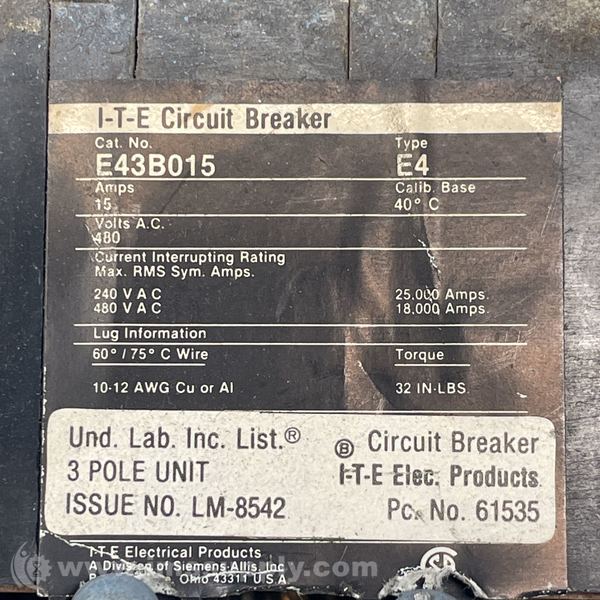 I-T-E Circuit Breaker
Cat. No. Type
E43B015 E4
Amps Calib. Base
15 40° C
Volts A.C.
480
Current Interrupting Rating
Max. RMS Sym. Amps.
240 V A C 25,000 Amps.
480 V A C 18,000 Amps.
Lug Information
60° / 75° C Wire Torque
10-12 AWG Cu or Al 32 IN-LBS.
Und. Lab. Inc. List.® Circuit Breaker
3 POLE UNIT I-T-E Elec. Products
ISSUE NO. LM-8542 Pc. No. 61535
I-T-E Electrical Products
A Division of Siemens-Allis, Inc
Ohio 43311 U S A